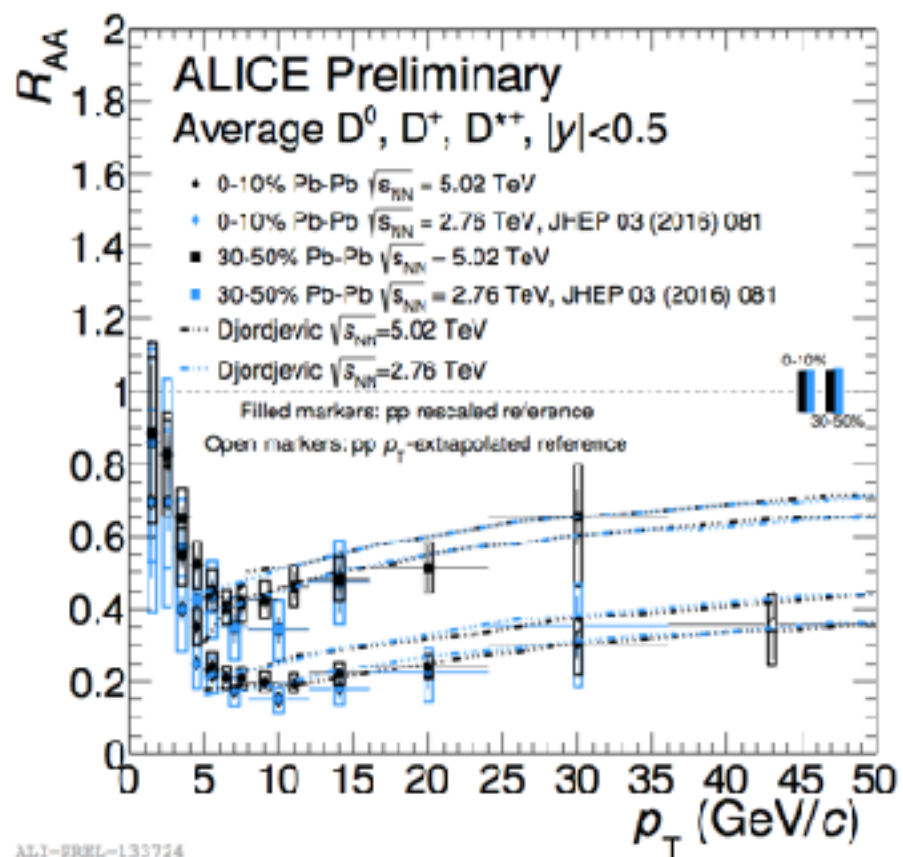 R_AA
2
1.8
1.6
1.4
1.2
1
0.8
0.6
0.4
0.2
0
ALICE Preliminary
Average D⁰, D⁺, D*⁺, |y|<0.5
0-10% Pb-Pb √s_NN = 5.02 TeV
0-10% Pb-Pb √s_NN = 2.76 TeV, JHEP 03 (2016) 081
30-50% Pb-Pb √s_NN = 5.02 TeV
30-50% Pb-Pb √s_NN = 2.76 TeV, JHEP 03 (2016) 081
Djordjevic √s_NN=5.02 TeV
Djordjevic √s_NN=2.76 TeV
0-10%
30-50%
Filled markers: pp rescaled reference
Open markers: pp p_T-extrapolated reference
0 5 10 15 20 25 30 35 40 45 50
p_T (GeV/c)
ALI-PREL-133724